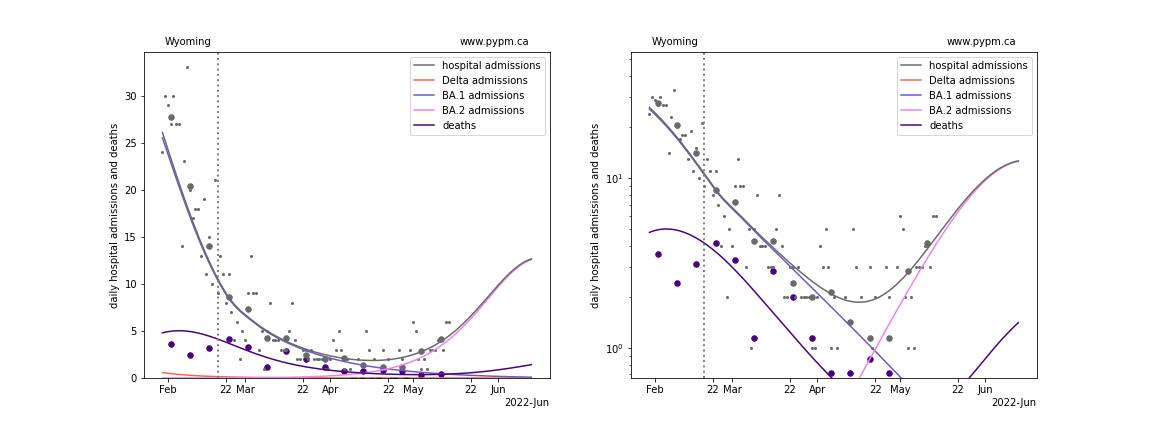 Wyoming
www.pypm.ca
hospital admissions
Delta admissions
BA.1 admissions
BA.2 admissions
deaths
daily hospital admissions and deaths
30
25
20
15
10
5
0
Feb 22 Mar 22 Apr 22 May 22 Jun
2022-Jun
Wyoming
www.pypm.ca
hospital admissions
Delta admissions
BA.1 admissions
BA.2 admissions
deaths
daily hospital admissions and deaths
10¹
10⁰
Feb 22 Mar 22 Apr 22 May 22 Jun
2022-Jun